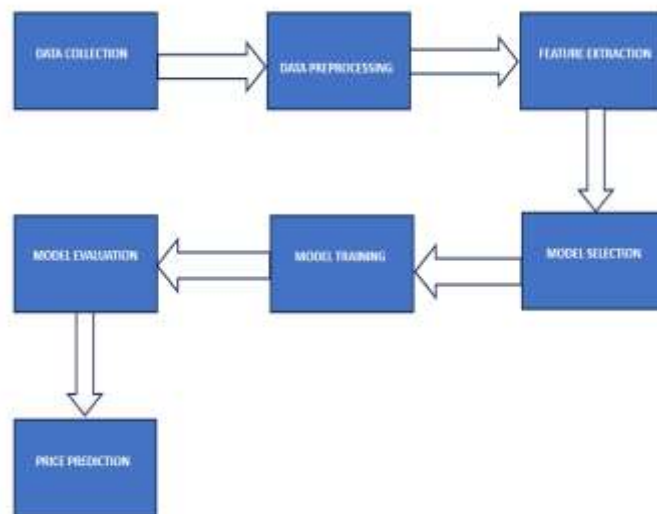 DATA COLLECTION
DATA PREPROCESSING
FEATURE EXTRACTION
MODEL SELECTION
MODEL TRAINING
MODEL EVALUATION
PRICE PREDICTION